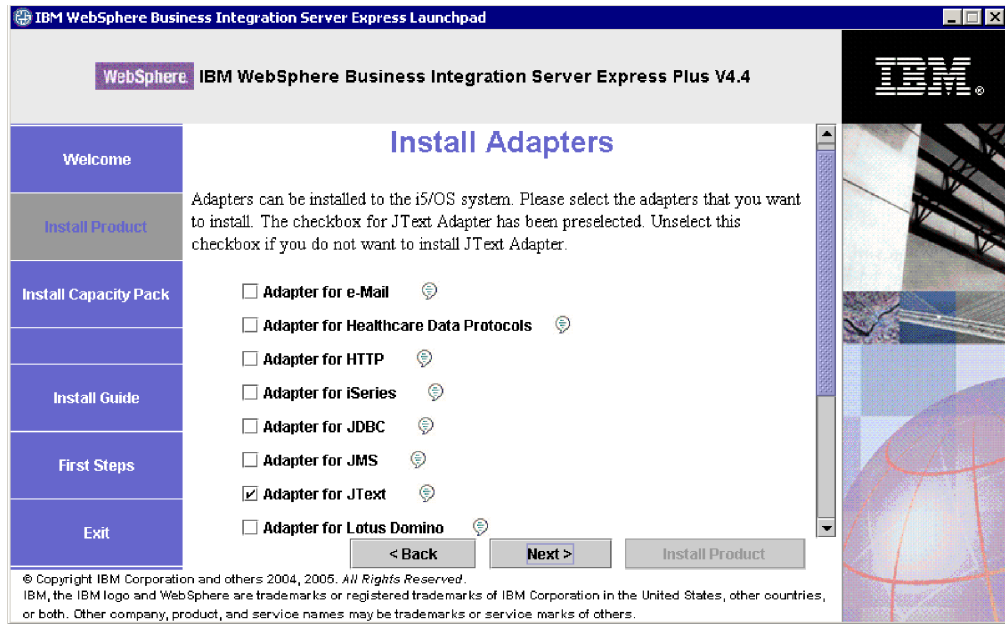 IBM WebSphere Business Integration Server Express Launchpad
WebSphere. IBM WebSphere Business Integration Server Express Plus V4.4
IBM®
Welcome
Install Product
Install Capacity Pack
Install Guide
First Steps
Exit
Install Adapters
Adapters can be installed to the i5/OS system. Please select the adapters that you want
to install. The checkbox for JText Adapter has been preselected. Unselect this
checkbox if you do not want to install JText Adapter.
Adapter for e-Mail
Adapter for Healthcare Data Protocols
Adapter for HTTP
Adapter for iSeries
Adapter for JDBC
Adapter for JMS
Adapter for JText
Adapter for Lotus Domino
< Back
Next >
Install Product
© Copyright IBM Corporation and others 2004, 2005. All Rights Reserved.
IBM, the IBM logo and WebSphere are trademarks or registered trademarks of IBM Corporation in the United States, other countries,
or both. Other company, product, and service names may be trademarks or service marks of others.